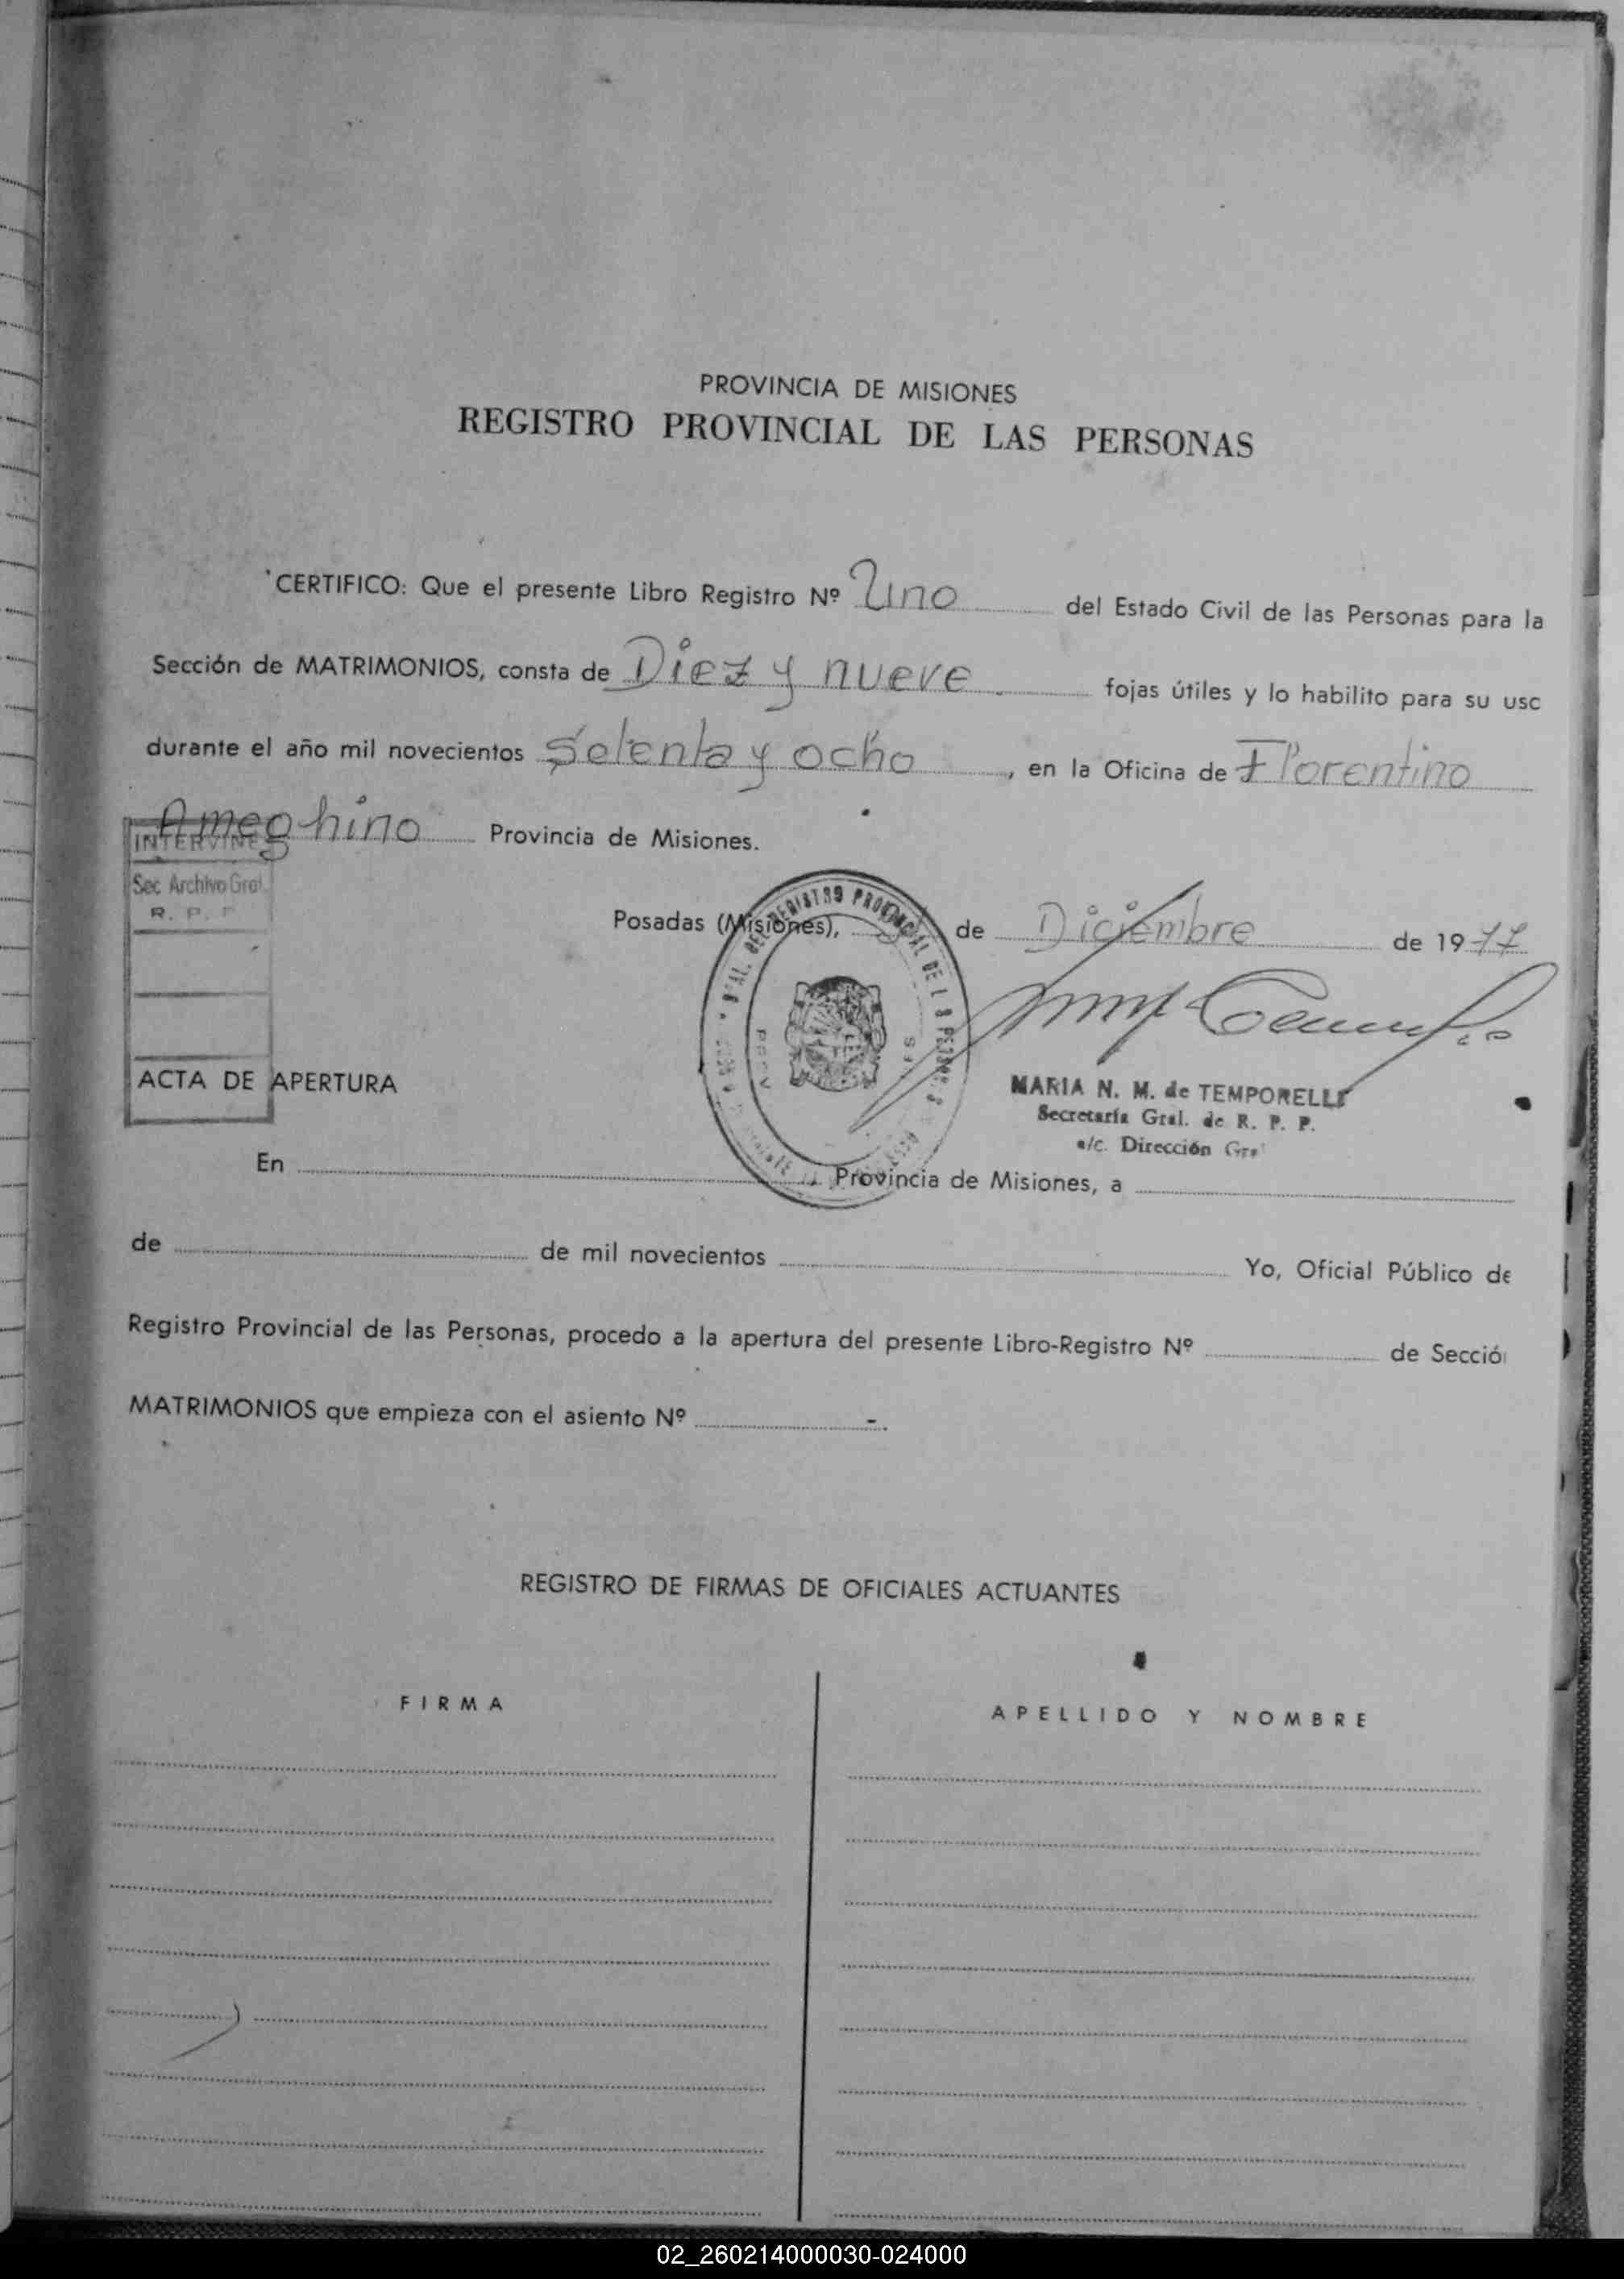 PROVINCIA DE MISIONES
REGISTRO PROVINCIAL DE LAS PERSONAS
CERTIFICO: Que el presente Libro Registro Nº Uno del Estado Civil de las Personas para la
Sección de MATRIMONIOS, consta de Diez y nueve fojas útiles y lo habilito para su usc
durante el año mil novecientos Setenta y ocho, en la Oficina de Florentino
Ameghino Provincia de Misiones.
INTERVINE
Sec Archivo Gral.
R. P. P
Posadas (Misiones), de Diciembre de 1977
MARIA N. M. de TEMPORELLI
Secretaría Gral. de R. P. P.
a/c. Dirección Gral
ACTA DE APERTURA
En Provincia de Misiones, a
de de mil novecientos Yo, Oficial Público de
Registro Provincial de las Personas, procedo a la apertura del presente Libro-Registro Nº de Secció
MATRIMONIOS que empieza con el asiento Nº -.
REGISTRO DE FIRMAS DE OFICIALES ACTUANTES
FIRMA APELLIDO Y NOMBRE
02_260214000030-024000